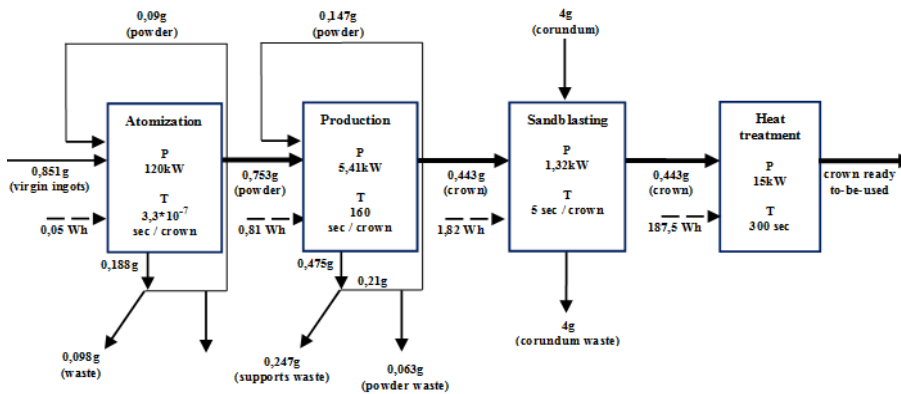 0,09g
(powder)
0,147g
(powder)
4g
(corundum)
Atomization
P
120kW
T
3,3*10⁻⁷
sec / crown
Production
P
5,41kW
T
160
sec / crown
Sandblasting
P
1,32kW
T
5 sec / crown
Heat
treatment
P
15kW
T
300 sec
0,851g
(virgin ingots)
0,05 Wh
0,753g
(powder)
0,81 Wh
0,443g
(crown)
1,82 Wh
0,443g
(crown)
187,5 Wh
crown ready
to-be-used
0,188g
0,475g
0,21g
0,098g
(waste)
0,247g
(supports waste)
0,063g
(powder waste)
4g
(corundum waste)